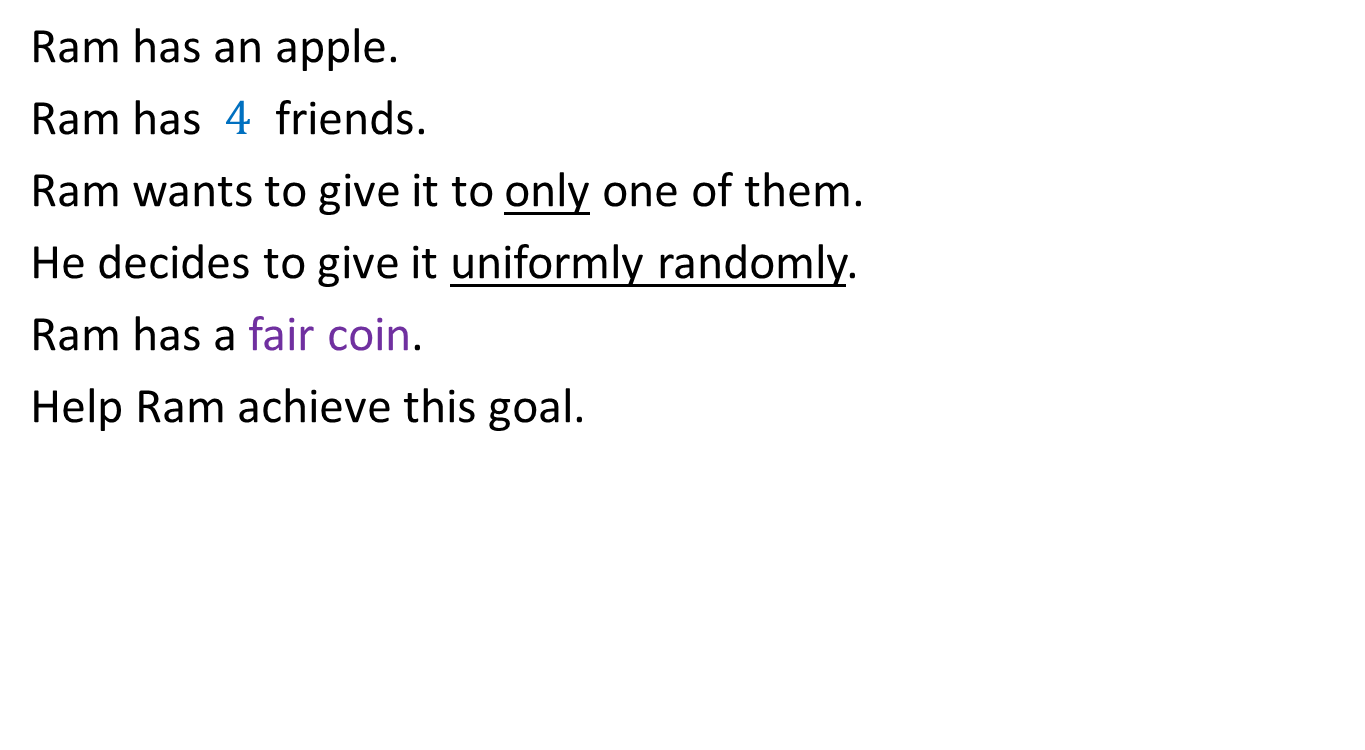 Ram has an apple.
Ram has 4 friends.
Ram wants to give it to only one of them.
He decides to give it uniformly randomly.
Ram has a fair coin.
Help Ram achieve this goal.